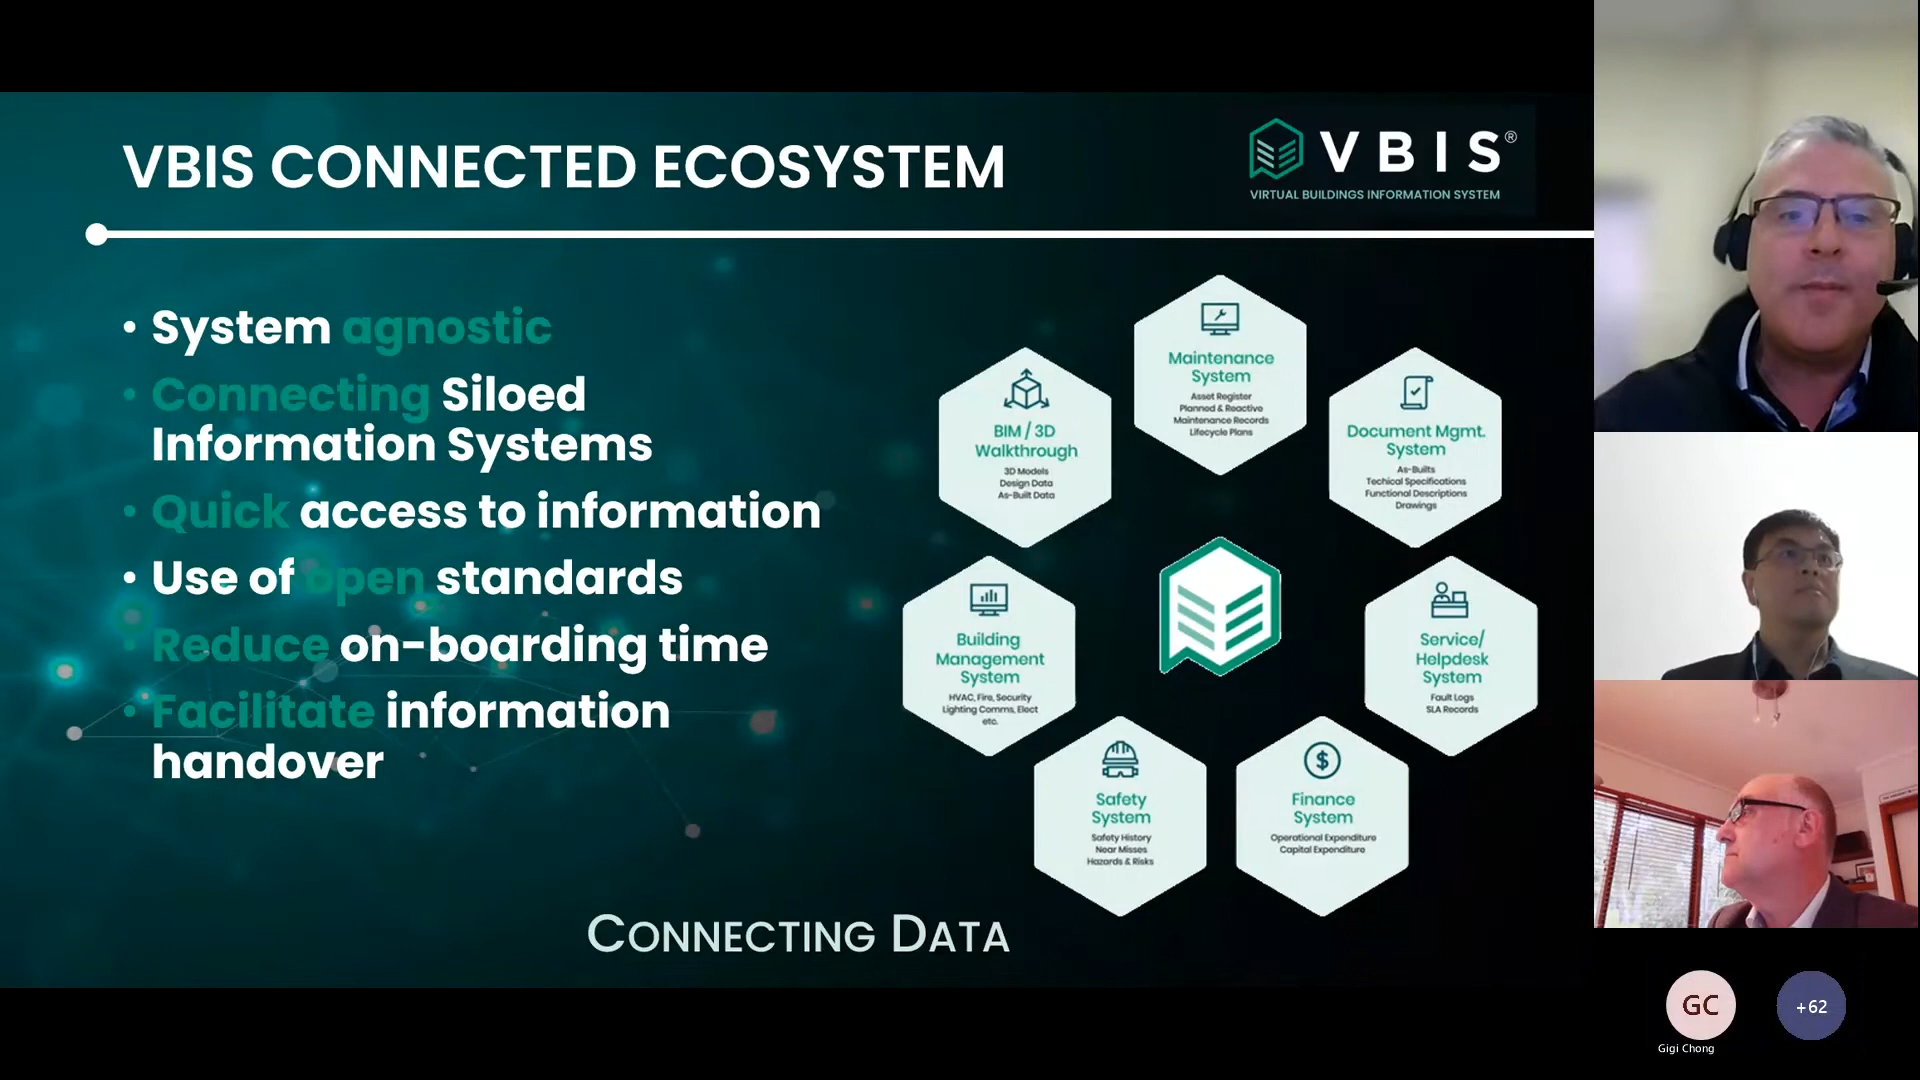 VBIS CONNECTED ECOSYSTEM
VBIS®
VIRTUAL BUILDINGS INFORMATION SYSTEM
• System agnostic
• Connecting Siloed
Information Systems
• Quick access to information
• Use of open standards
• Reduce on-boarding time
• Facilitate information
handover
Maintenance
System
Asset Register
Planned & Reactive
Maintenance Records
Lifecycle Plans
BIM / 3D
Walkthrough
3D Models
Design Data
As-Built Data
Document Mgmt.
System
As-Builts
Techical Specifications
Functional Descriptions
Drawings
Building
Management
System
HVAC, Fire, Security
Lighting Comms, Elect
etc.
Service/
Helpdesk
System
Fault Logs
SLA Records
Safety
System
Safety History
Near Misses
Hazards & Risks
Finance
System
Operational Expenditure
Capital Expenditure
CONNECTING DATA
GC
+62
Gigi Chong